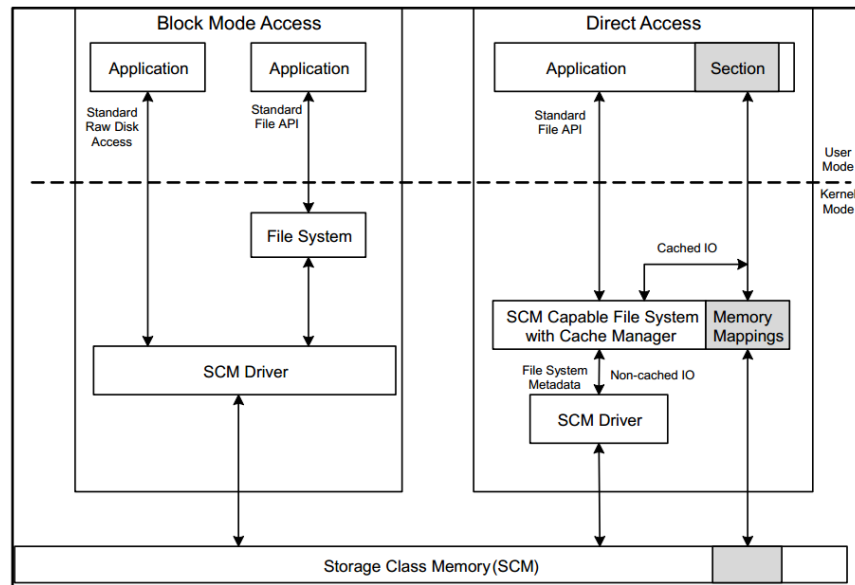 Block Mode Access
Application
Application
Standard
Raw Disk
Access
Standard
File API
File System
SCM Driver
Direct Access
Application
Section
Standard
File API
User
Mode
Kernel
Mode
Cached IO
SCM Capable File System
with Cache Manager
Memory
Mappings
File System
Metadata
Non-cached IO
SCM Driver
Storage Class Memory (SCM)